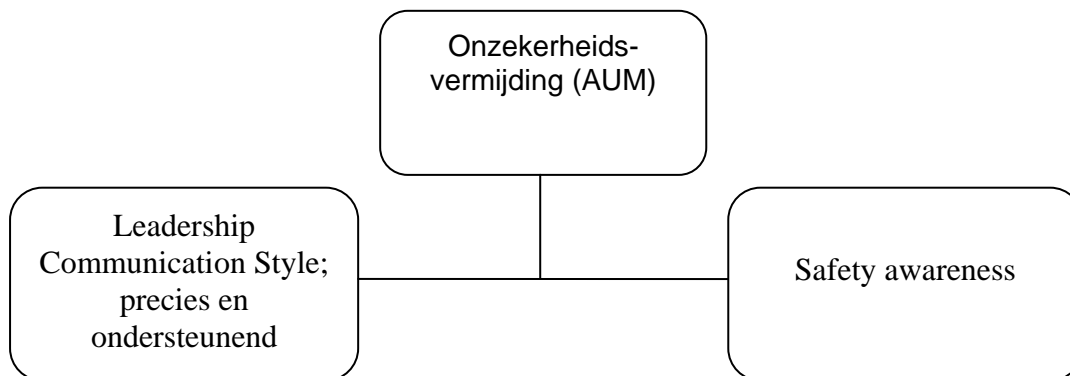 Onzekerheids-
vermijding (AUM)
Leadership
Communication Style;
precies en
ondersteunend
Safety awareness